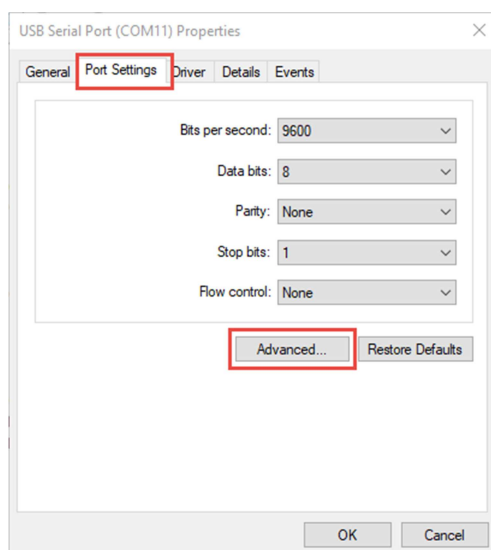 USB Serial Port (COM11) Properties
General Port Settings Driver Details Events
Bits per second: 9600
Data bits: 8
Parity: None
Stop bits: 1
Flow control: None
Advanced... Restore Defaults
OK Cancel